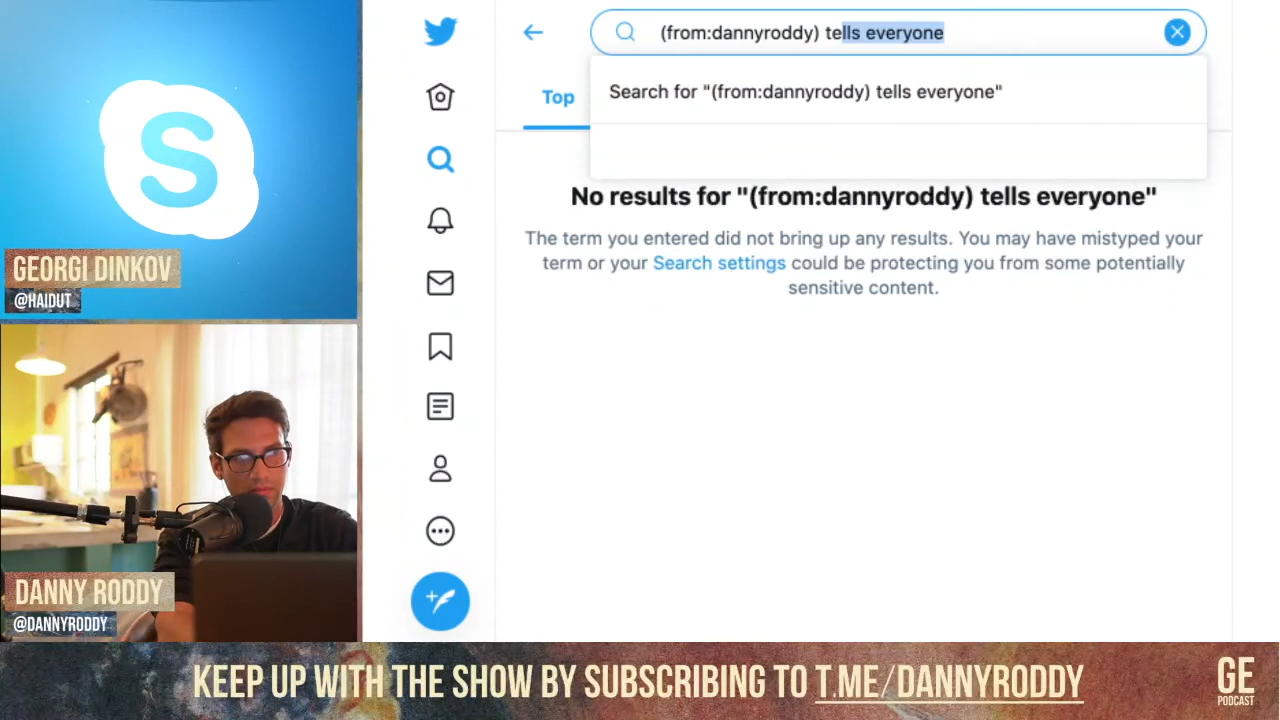 (from:dannyroddy) tells everyone
Search for "(from:dannyroddy) tells everyone"
Top
No results for "(from:dannyroddy) tells everyone"
The term you entered did not bring up any results. You may have mistyped your
term or your Search settings could be protecting you from some potentially
sensitive content.
S
GEORGI DINKOV
@HAIDUT
DANNY RODDY
@DANNYRODDY
KEEP UP WITH THE SHOW BY SUBSCRIBING TO T.ME/DANNYRODDY
GE
PODCAST